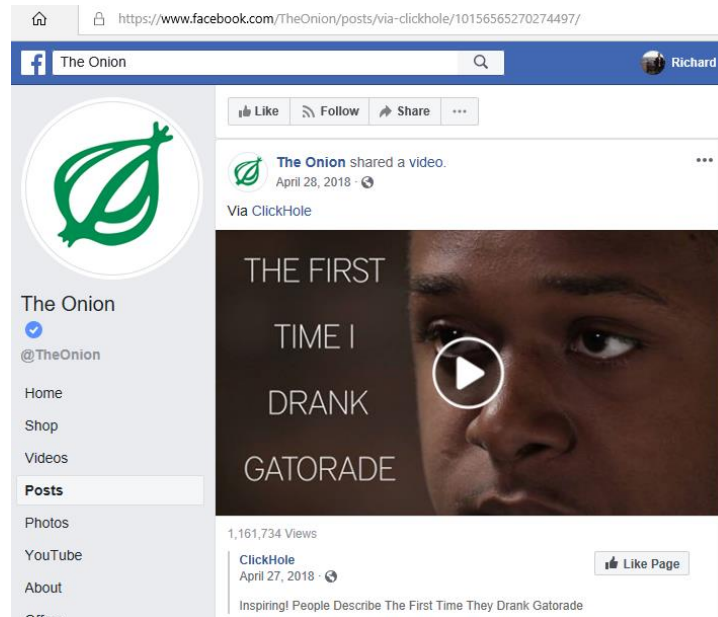 https://www.facebook.com/TheOnion/posts/via-clickhole/10156565270274497/
The Onion
Richard
Like Follow Share ...
The Onion shared a video.
April 28, 2018 ·
Via ClickHole
THE FIRST
TIME I
DRANK
GATORADE
1,161,734 Views
ClickHole
April 27, 2018 ·
Like Page
Inspiring! People Describe The First Time They Drank Gatorade
The Onion
@TheOnion
Home
Shop
Videos
Posts
Photos
YouTube
About